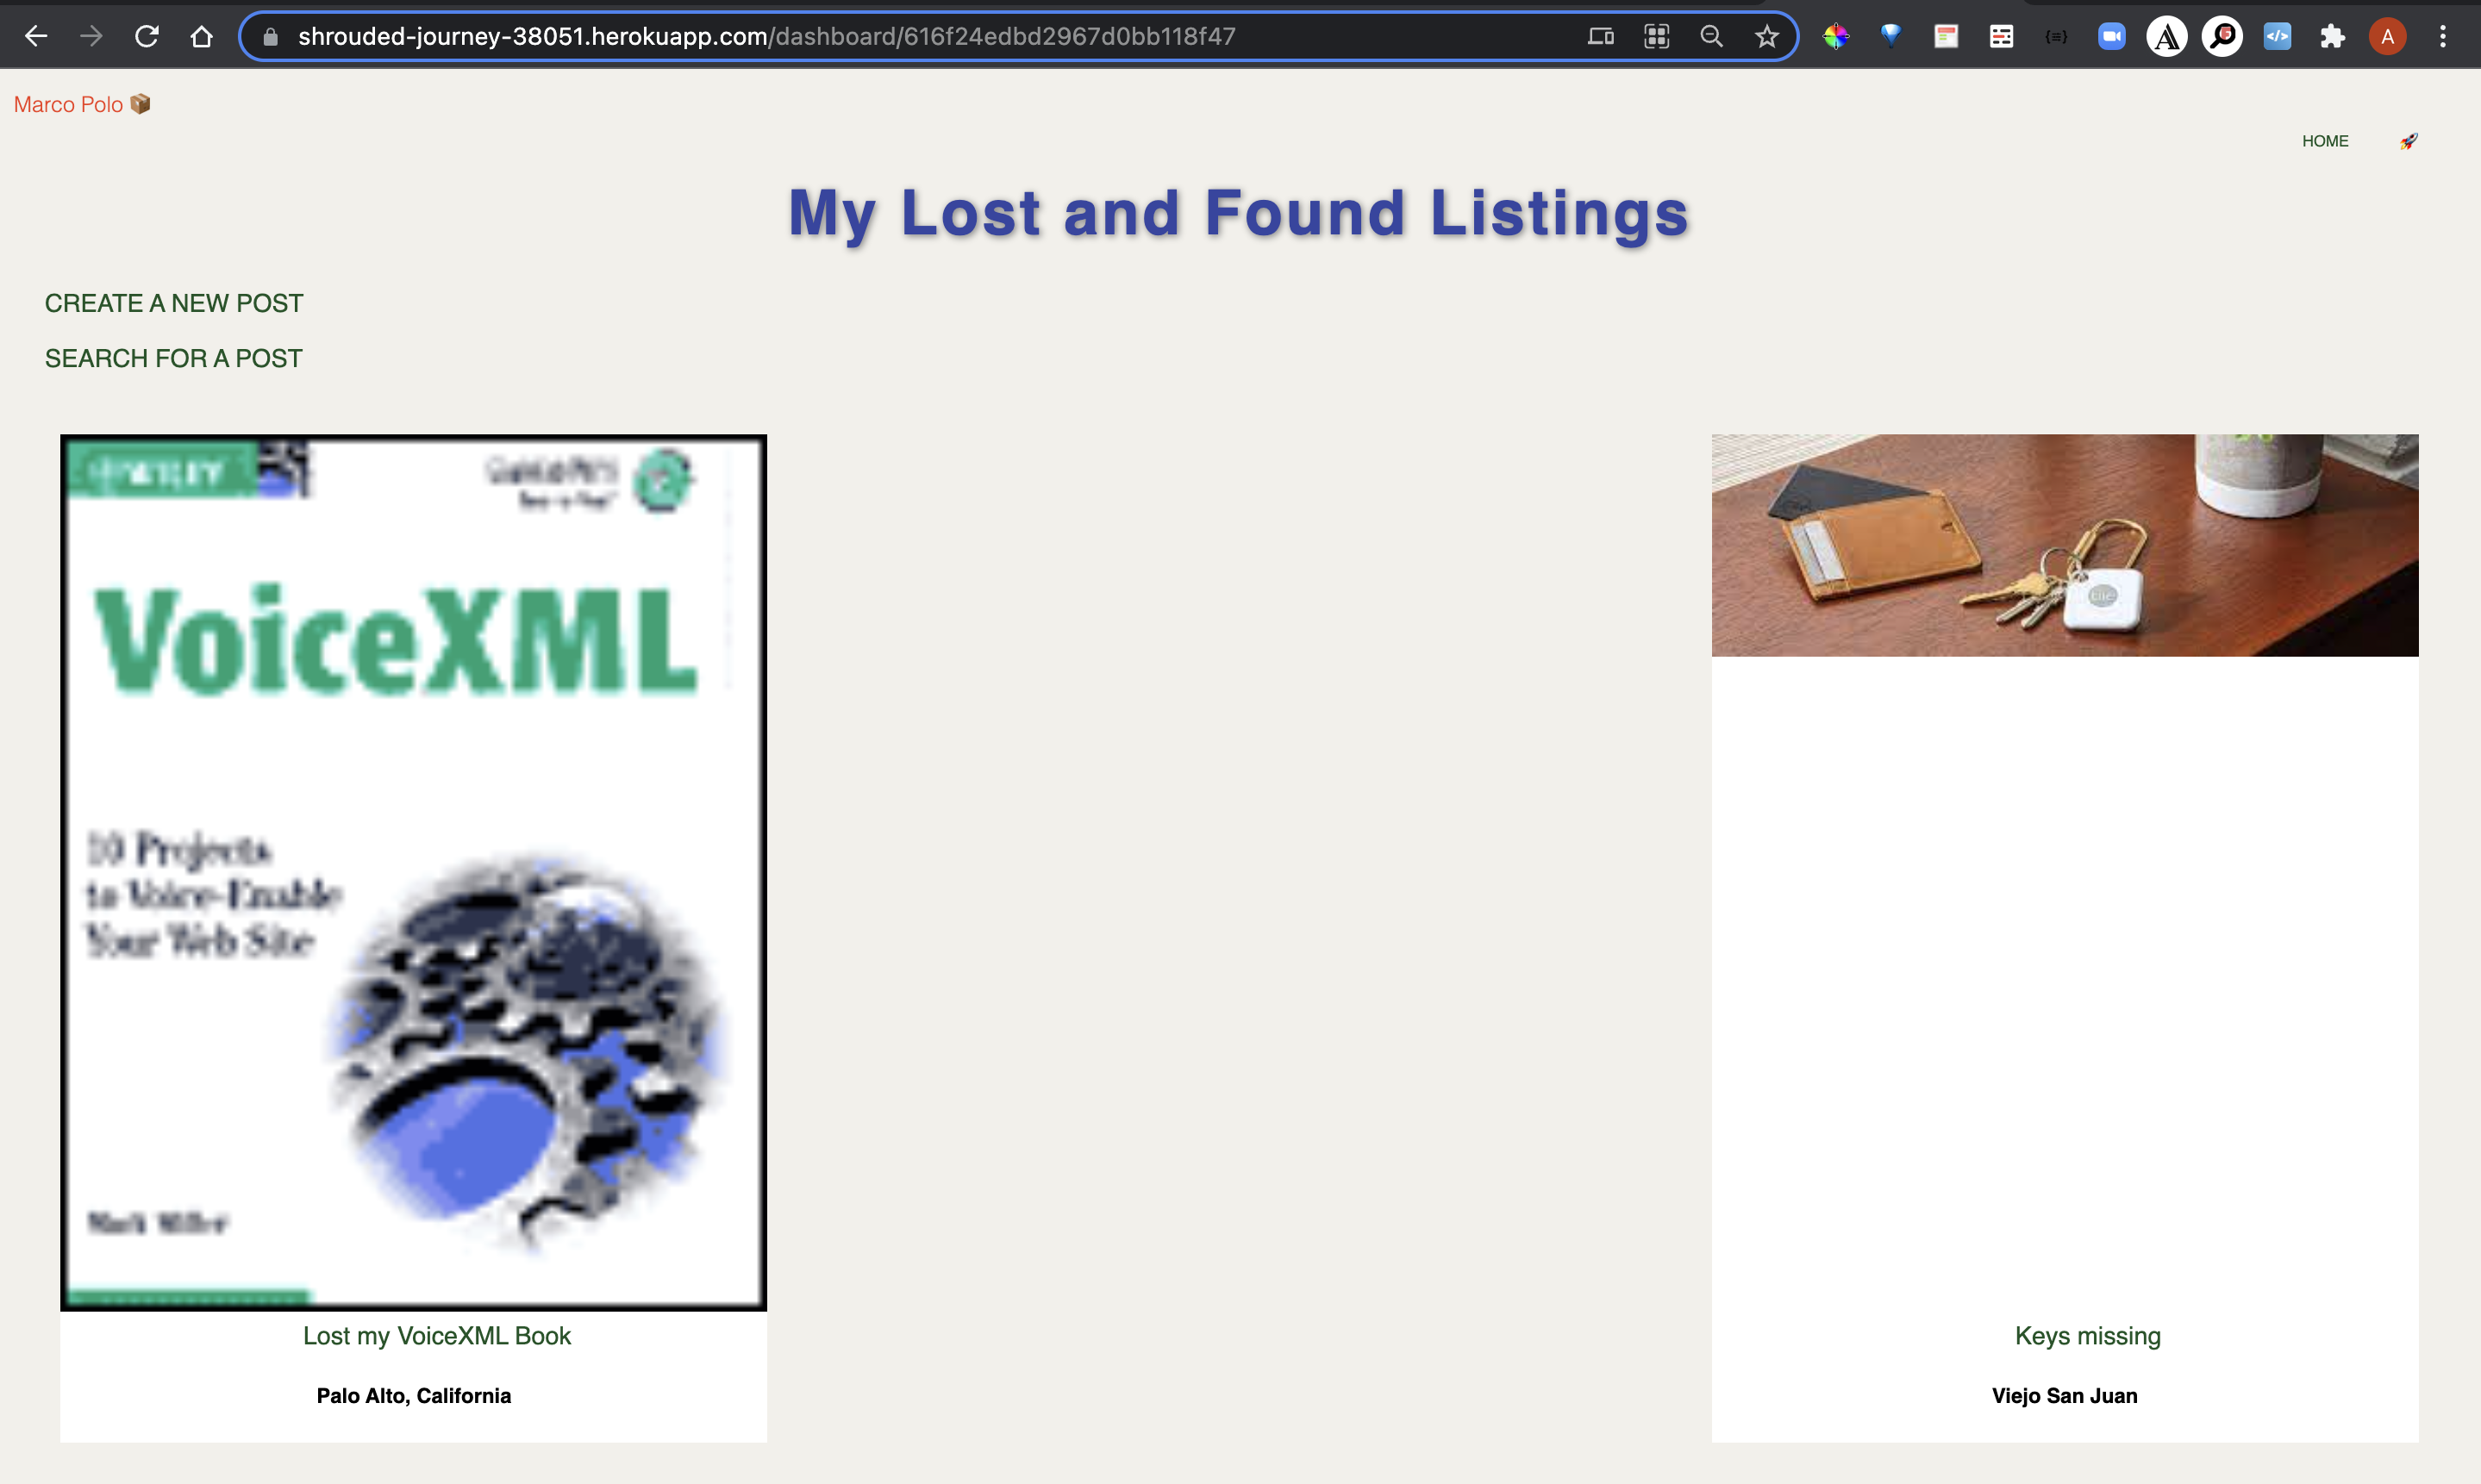 shrouded-journey-38051.herokuapp.com/dashboard/616f24edbd2967d0bb118f47
A
Marco Polo
HOME
My Lost and Found Listings
CREATE A NEW POST
SEARCH FOR A POST
WILEY
VoiceXML
10 Projects
to Voice-Enable
Your Web Site
Mark Miller
tile
Lost my VoiceXML Book
Keys missing
Palo Alto, California
Viejo San Juan